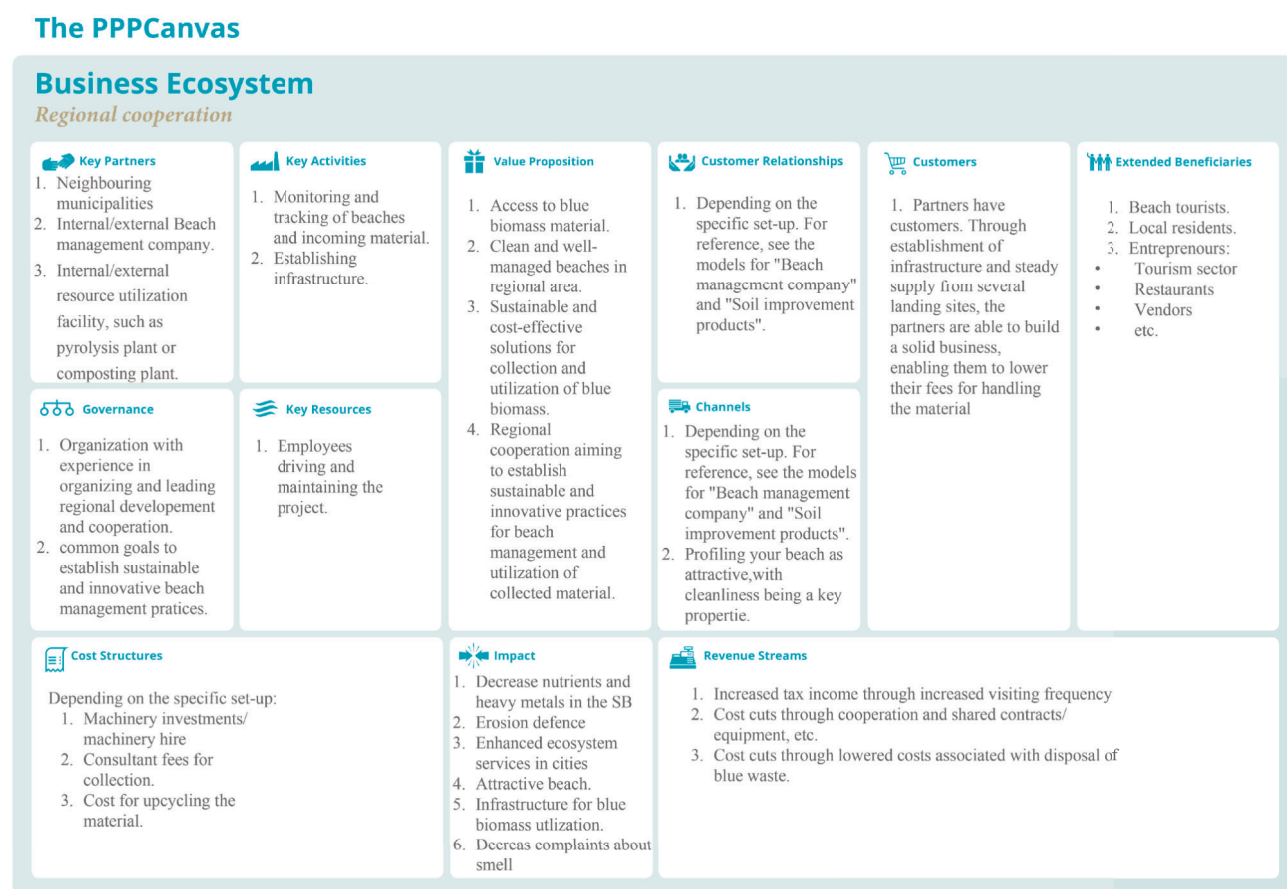 The PPPCanvas
Business Ecosystem
Regional cooperation
Key Partners
1. Neighbouring
municipalities
2. Internal/external Beach
management company.
3. Internal/external
resource utilization
facility, such as
pyrolysis plant or
composting plant.
Key Activities
1. Monitoring and
tracking of beaches
and incoming material.
2. Establishing
infrastructure.
Value Proposition
1. Access to blue
biomass material.
2. Clean and well-
managed beaches in
regional area.
3. Sustainable and
cost-effective
solutions for
collection and
utilization of blue
biomass.
4. Regional
cooperation aiming
to establish
sustainable and
innovative practices
for beach
management and
utilization of
collected material.
Customer Relationships
1. Depending on the
specific set-up. For
reference, see the
models for "Beach
management company"
and "Soil improvement
products".
Customers
1. Partners have
customers. Through
establishment of
infrastructure and steady
supply from several
landing sites, the
partners are able to build
a solid business,
enabling them to lower
their fees for handling
the material
Extended Beneficiaries
1. Beach tourists.
2. Local residents.
3. Entreprenours:
• Tourism sector
• Restaurants
• Vendors
• etc.
Governance
1. Organization with
experience in
organizing and leading
regional developement
and cooperation.
2. common goals to
establish sustainable
and innovative beach
management pratices.
Key Resources
1. Employees
driving and
maintaining the
project.
Channels
1. Depending on the
specific set-up. For
reference, see the models
for "Beach management
company" and "Soil
improvement products".
2. Profiling your beach as
attractive,with
cleanliness being a key
propertie.
Cost Structures
Depending on the specific set-up:
1. Machinery investments/
machinery hire
2. Consultant fees for
collection.
3. Cost for upcycling the
material.
Impact
1. Decrease nutrients and
heavy metals in the SB
2. Erosion defence
3. Enhanced ecosystem
services in cities
4. Attractive beach.
5. Infrastructure for blue
biomass utlization.
6. Decreas complaints about
smell
Revenue Streams
1. Increased tax income through increased visiting frequency
2. Cost cuts through cooperation and shared contracts/
equipment, etc.
3. Cost cuts through lowered costs associated with disposal of
blue waste.